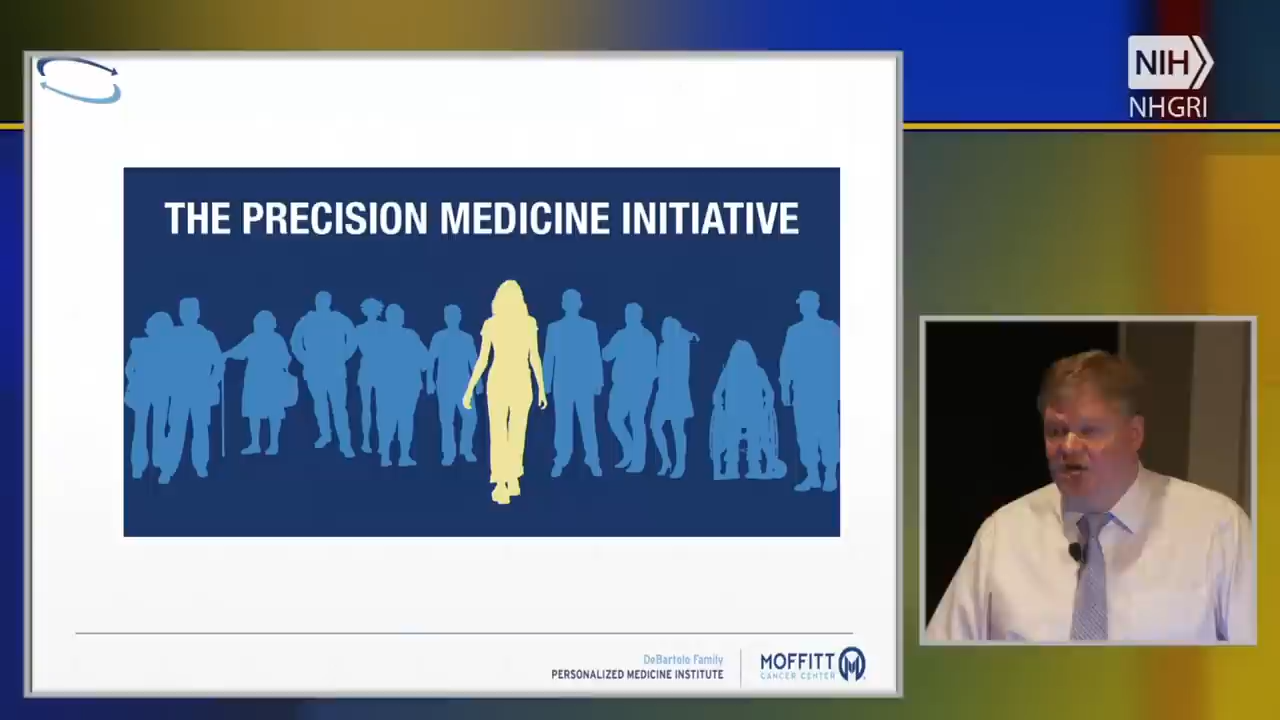 NIH
NHGRI
THE PRECISION MEDICINE INITIATIVE
DeBartolo Family
PERSONALIZED MEDICINE INSTITUTE
MOFFITT
CANCER CENTER